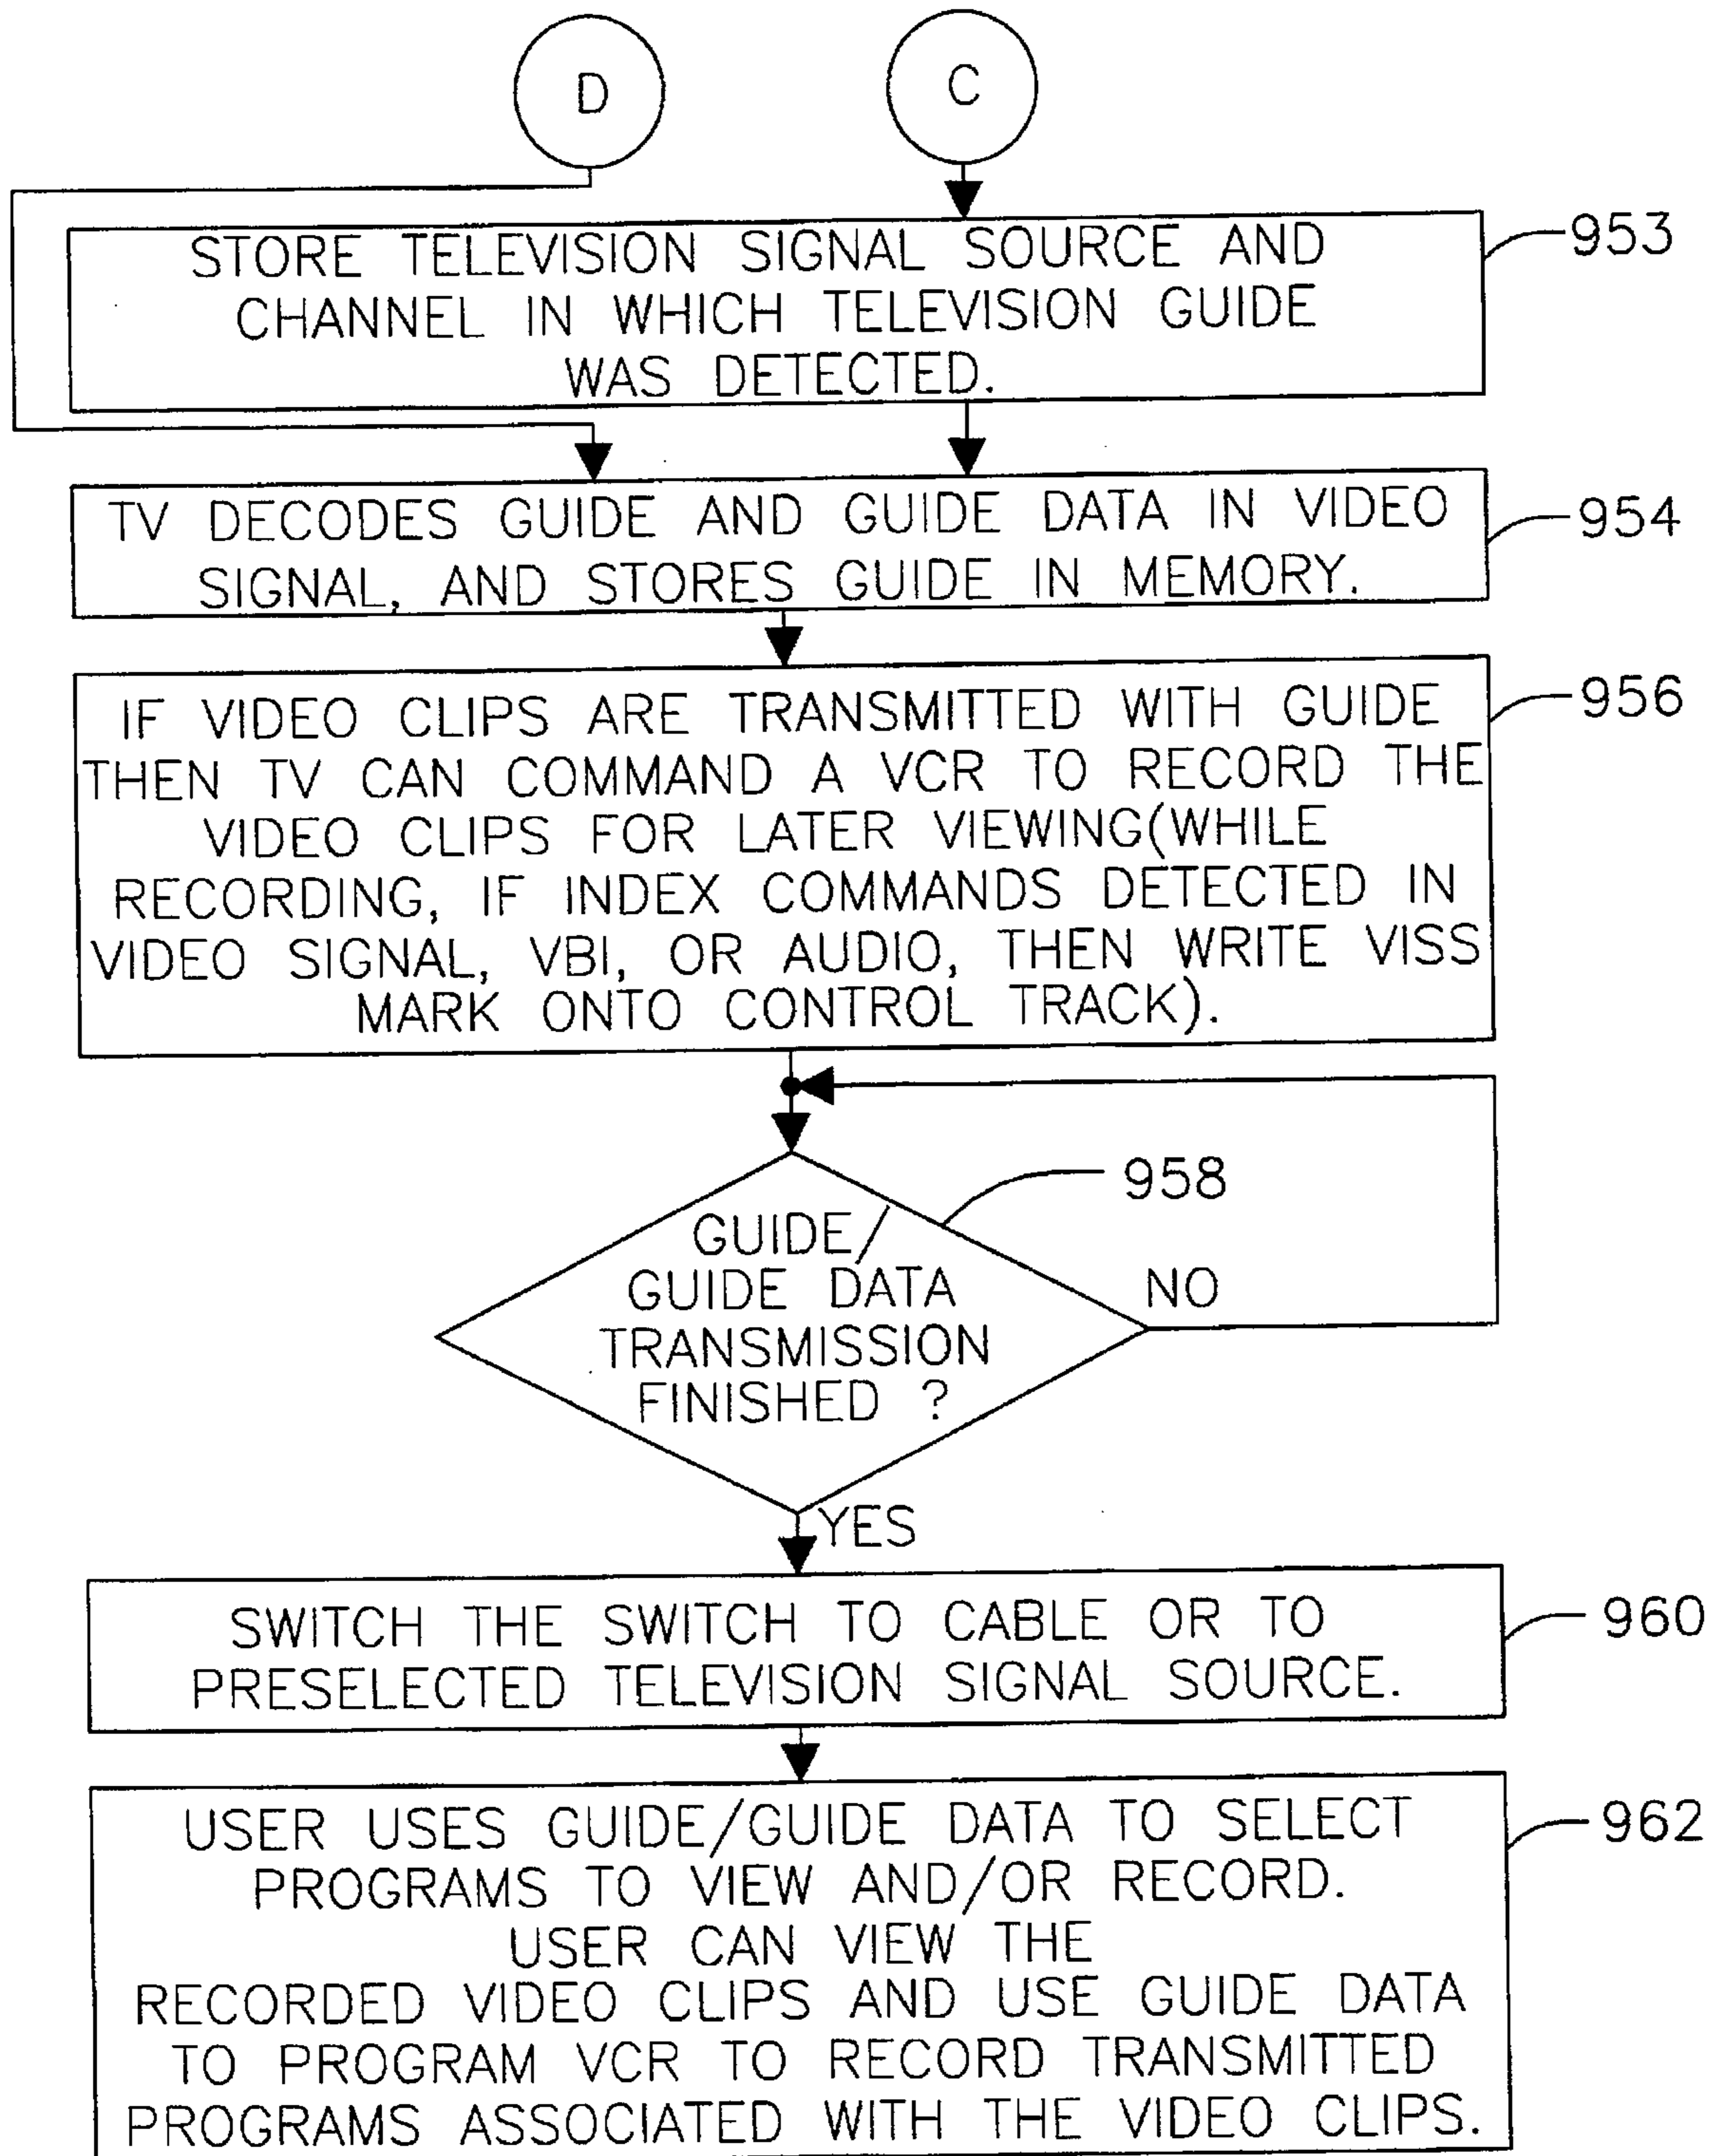 D
C
STORE TELEVISION SIGNAL SOURCE AND
CHANNEL IN WHICH TELEVISION GUIDE
WAS DETECTED.
953
TV DECODES GUIDE AND GUIDE DATA IN VIDEO
SIGNAL, AND STORES GUIDE IN MEMORY.
954
IF VIDEO CLIPS ARE TRANSMITTED WITH GUIDE
THEN TV CAN COMMAND A VCR TO RECORD THE
VIDEO CLIPS FOR LATER VIEWING(WHILE
RECORDING, IF INDEX COMMANDS DETECTED IN
VIDEO SIGNAL, VBI, OR AUDIO, THEN WRITE VISS
MARK ONTO CONTROL TRACK).
956
GUIDE/
GUIDE DATA
TRANSMISSION
FINISHED ?
958
NO
YES
SWITCH THE SWITCH TO CABLE OR TO
PRESELECTED TELEVISION SIGNAL SOURCE.
960
USER USES GUIDE/GUIDE DATA TO SELECT
PROGRAMS TO VIEW AND/OR RECORD.
USER CAN VIEW THE
RECORDED VIDEO CLIPS AND USE GUIDE DATA
TO PROGRAM VCR TO RECORD TRANSMITTED
PROGRAMS ASSOCIATED WITH THE VIDEO CLIPS.
962